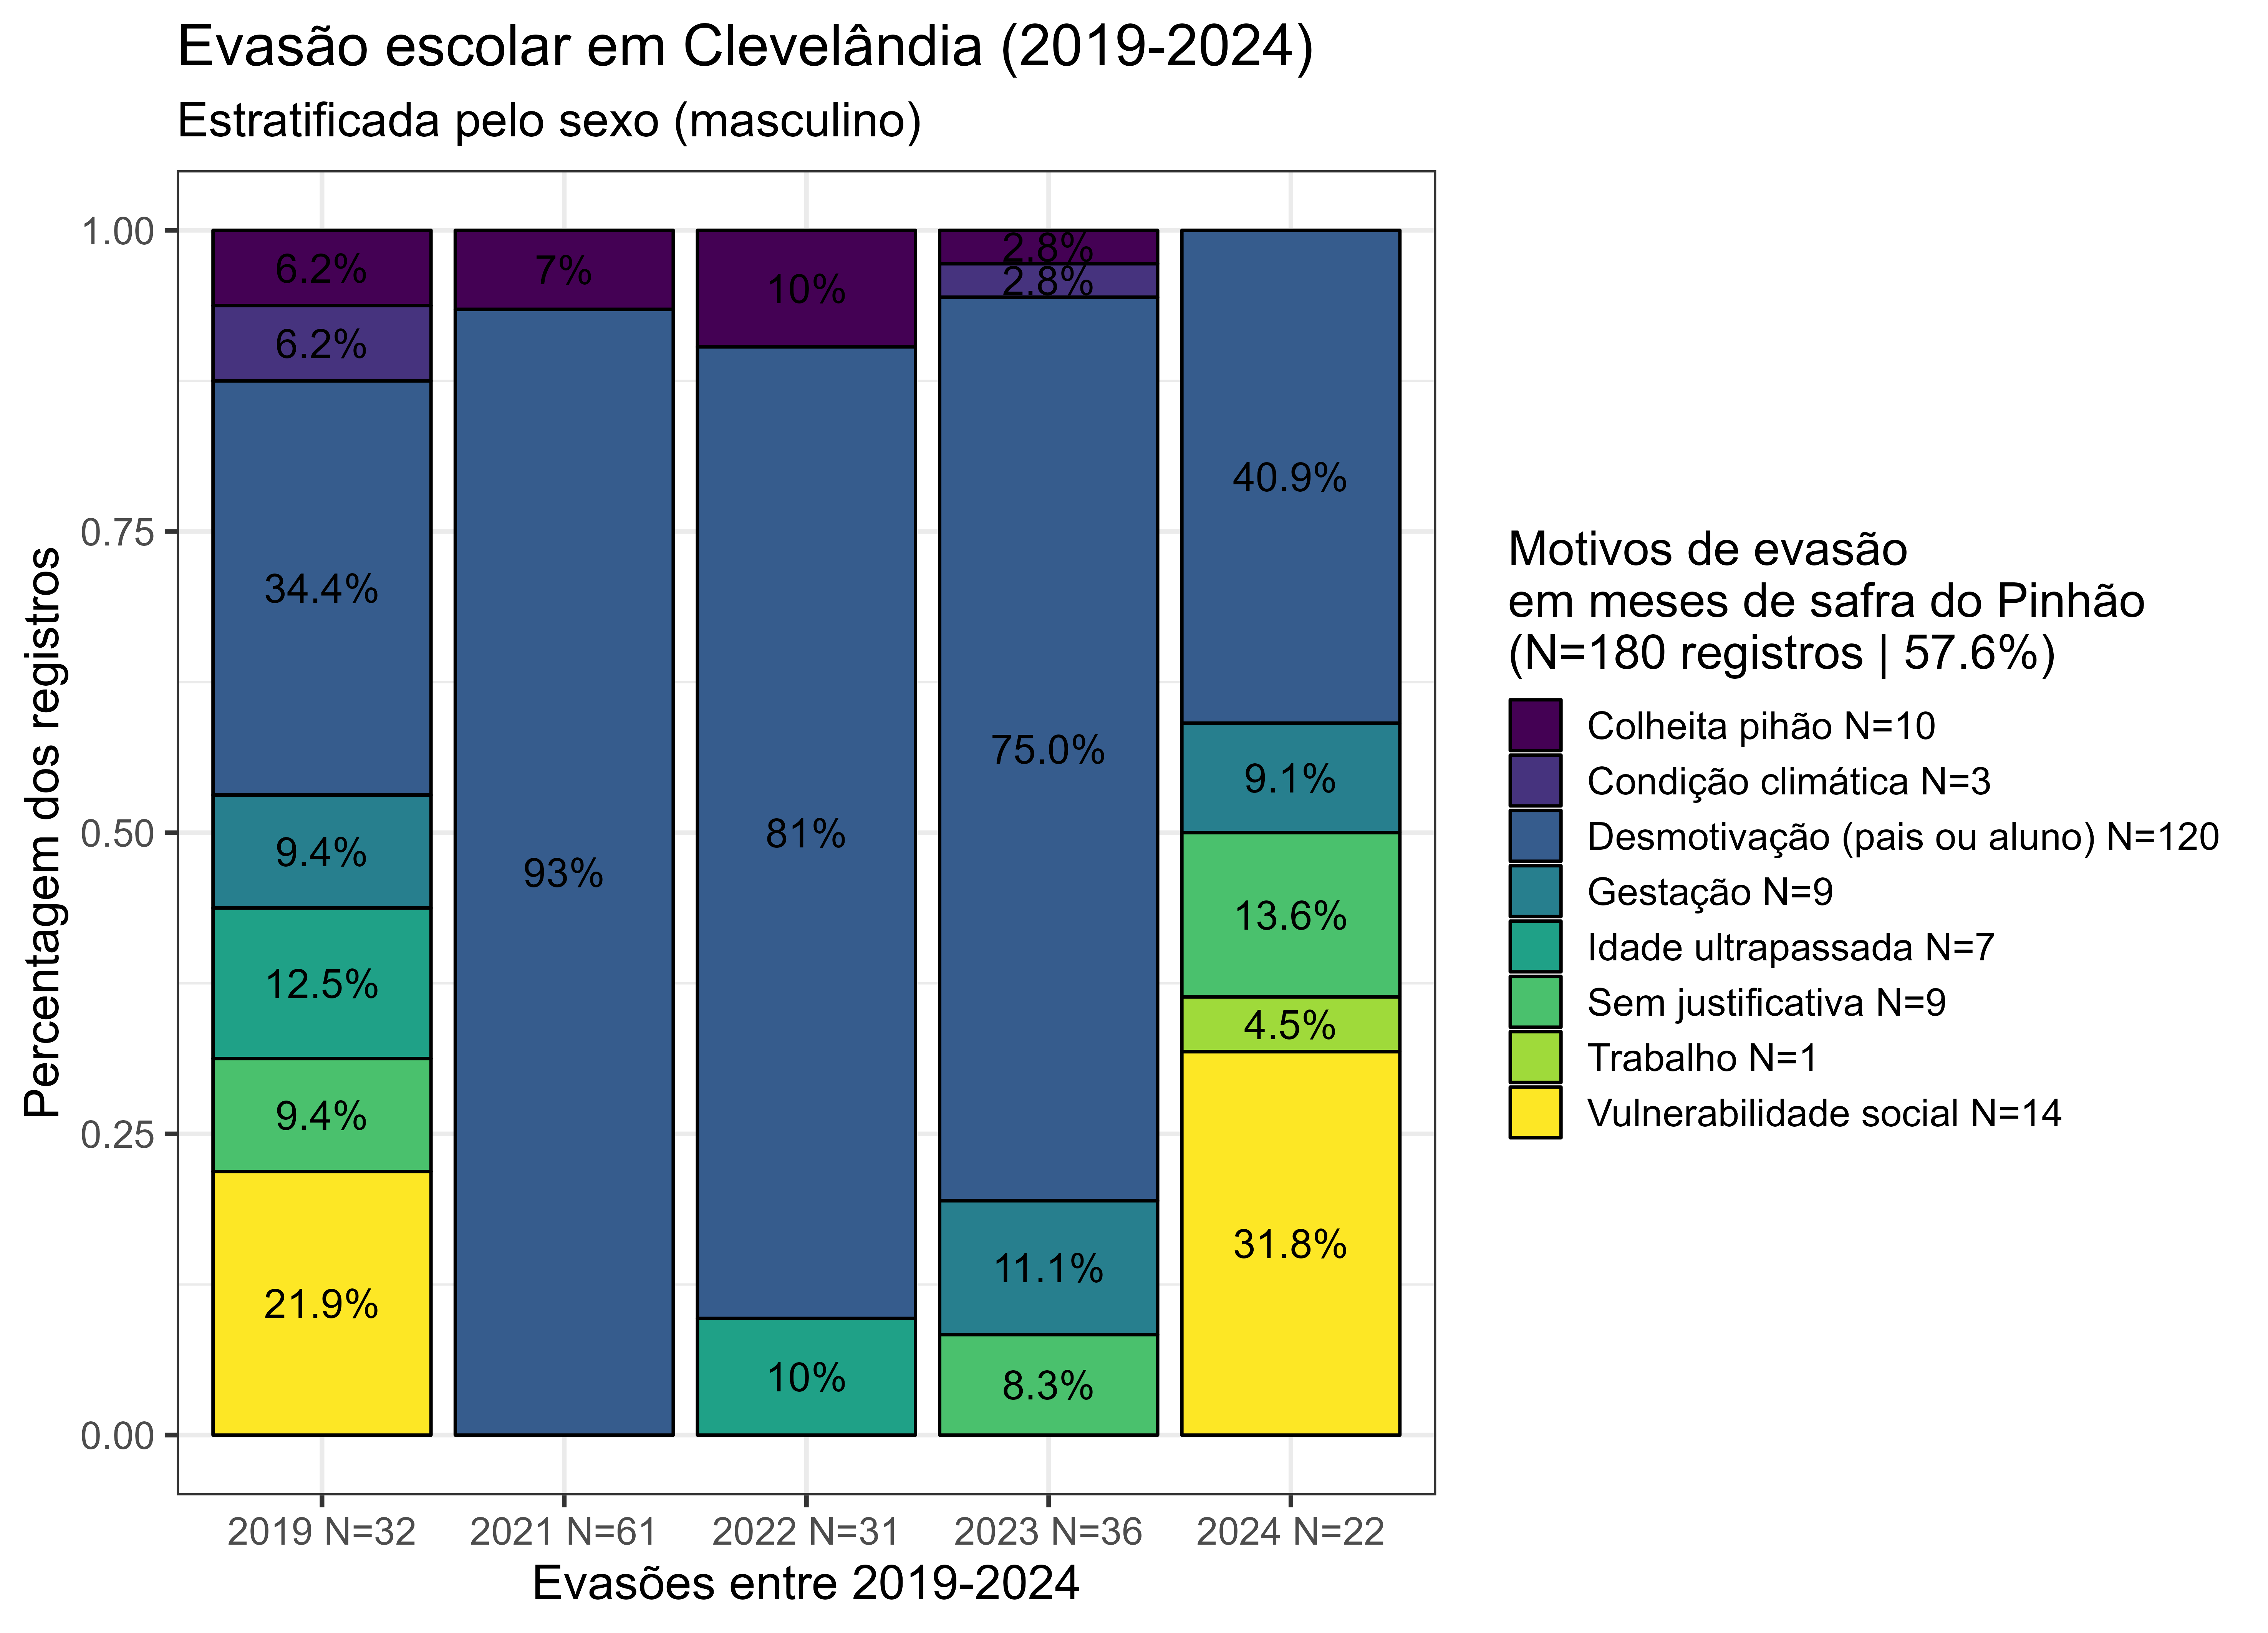 Evasão escolar em Clevelândia (2019-2024)
Estratificada pelo sexo (masculino)
Percentagem dos registros
1.00
0.75
0.50
0.25
0.00
6.2%
6.2%
34.4%
9.4%
12.5%
9.4%
21.9%
7%
93%
10%
81%
10%
2.8%
2.8%
75.0%
11.1%
8.3%
40.9%
9.1%
13.6%
4.5%
31.8%
2019 N=32
2021 N=61
2022 N=31
2023 N=36
2024 N=22
Evasões entre 2019-2024
Motivos de evasão
em meses de safra do Pinhão
(N=180 registros | 57.6%)
Colheita pihão N=10
Condição climática N=3
Desmotivação (pais ou aluno) N=120
Gestação N=9
Idade ultrapassada N=7
Sem justificativa N=9
Trabalho N=1
Vulnerabilidade social N=14